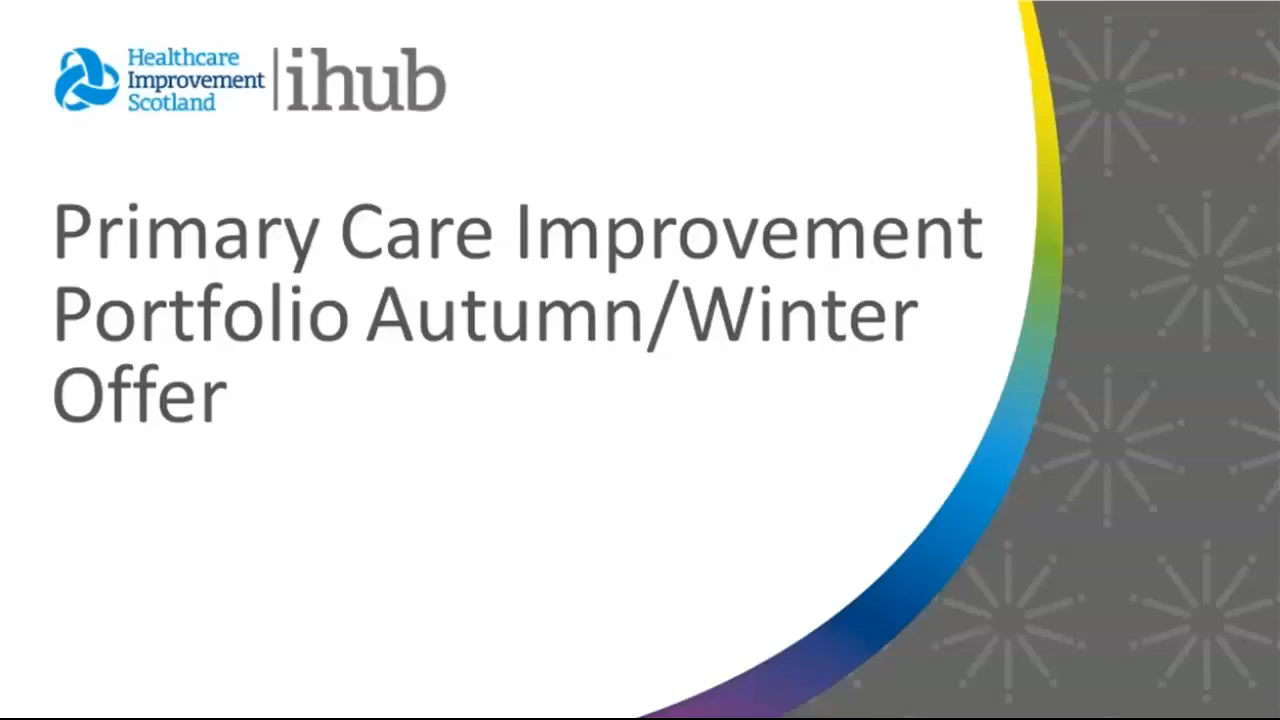 Healthcare
Improvement
Scotland
ihub
Primary Care Improvement
Portfolio Autumn/Winter
Offer